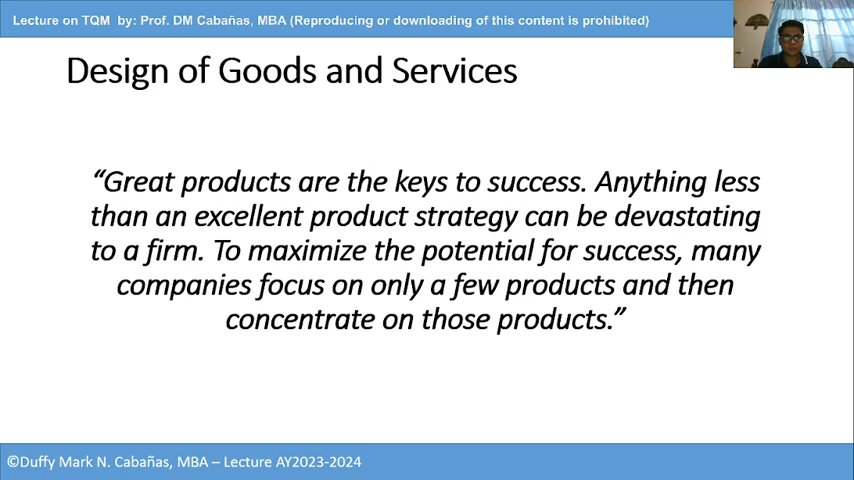 Lecture on TQM by: Prof. DM Cabañas, MBA (Reproducing or downloading of this content is prohibited)
Design of Goods and Services
“Great products are the keys to success. Anything less
than an excellent product strategy can be devastating
to a firm. To maximize the potential for success, many
companies focus on only a few products and then
concentrate on those products.”
©Duffy Mark N. Cabañas, MBA – Lecture AY2023-2024